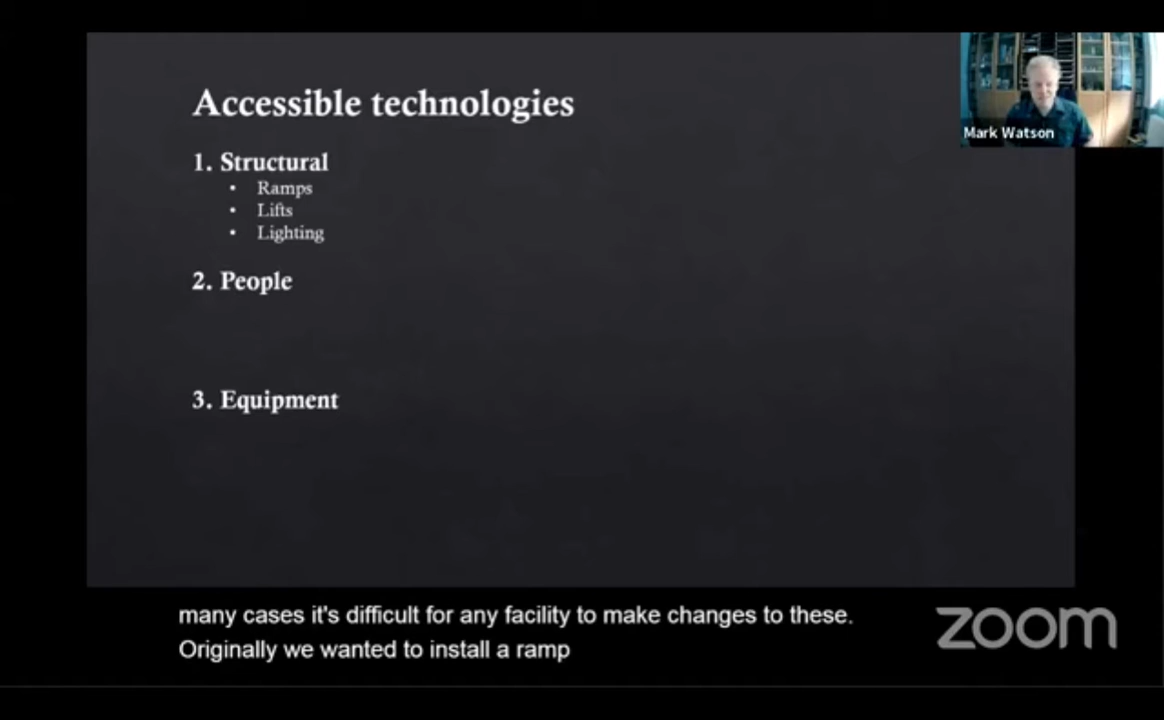 Accessible technologies
Mark Watson
1. Structural
• Ramps
• Lifts
• Lighting
2. People
3. Equipment
many cases it's difficult for any facility to make changes to these.
Originally we wanted to install a ramp
zoom